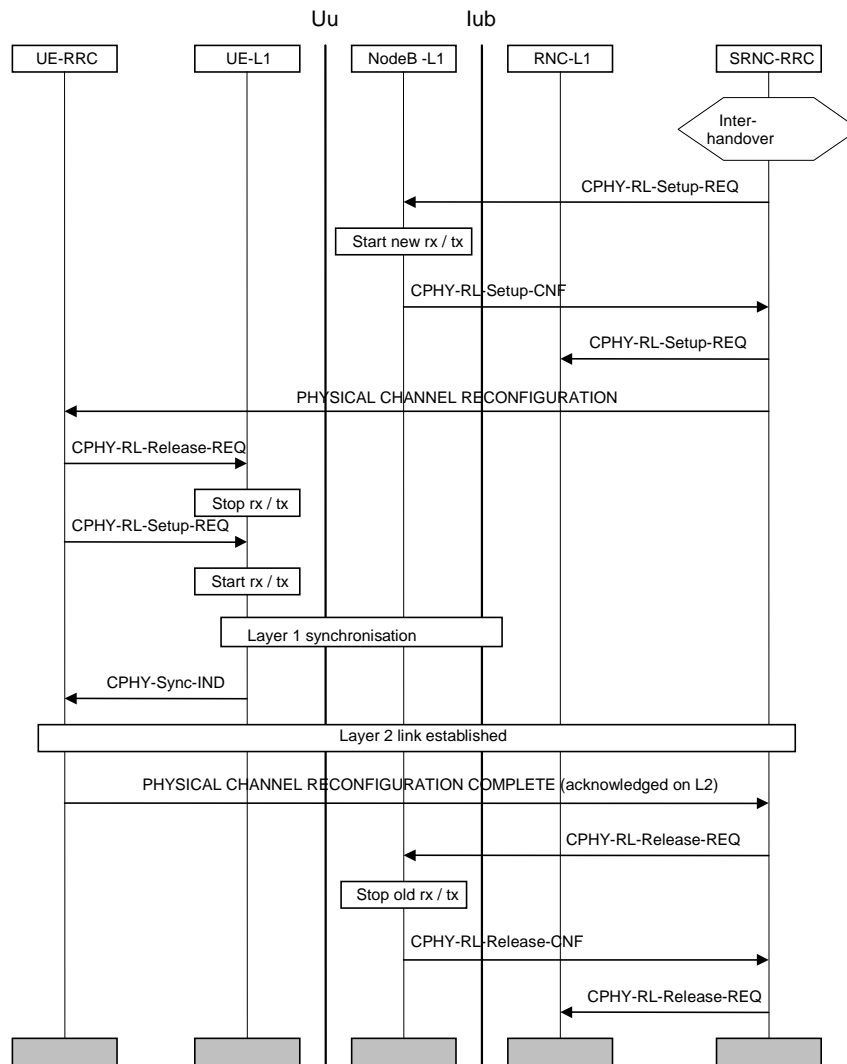 Uu
Iub
UE-RRC
UE-L1
NodeB -L1
RNC-L1
SRNC-RRC
Inter-
handover
CPHY-RL-Setup-REQ
Start new rx / tx
CPHY-RL-Setup-CNF
CPHY-RL-Setup-REQ
PHYSICAL CHANNEL RECONFIGURATION
CPHY-RL-Release-REQ
Stop rx / tx
CPHY-RL-Setup-REQ
Start rx / tx
Layer 1 synchronisation
CPHY-Sync-IND
Layer 2 link established
PHYSICAL CHANNEL RECONFIGURATION COMPLETE (acknowledged on L2)
CPHY-RL-Release-REQ
Stop old rx / tx
CPHY-RL-Release-CNF
CPHY-RL-Release-REQ